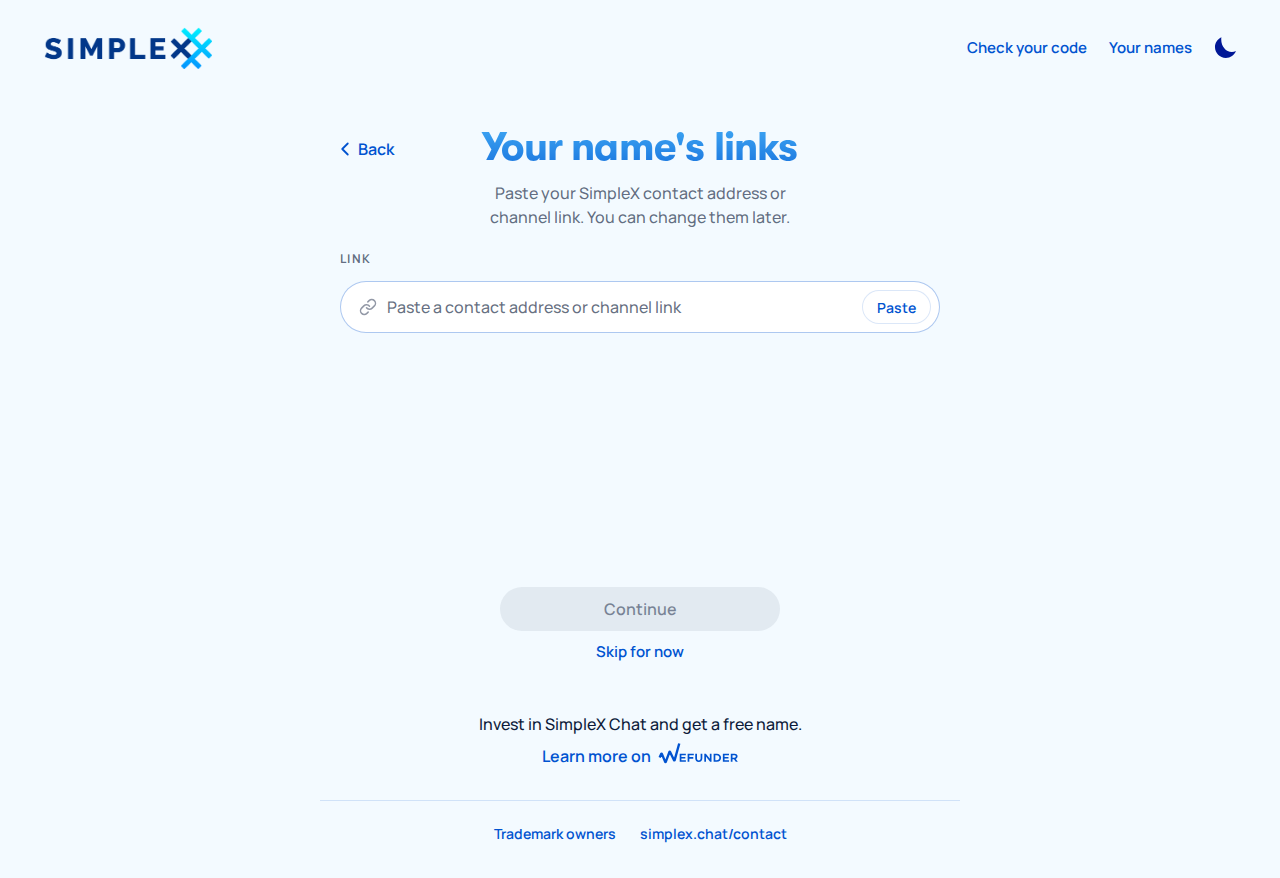 SIMPLEX
Check your code
Your names
Back
Your name's links
Paste your SimpleX contact address or
channel link. You can change them later.
LINK
Paste a contact address or channel link
Paste
Continue
Skip for now
Invest in SimpleX Chat and get a free name.
Learn more on WEFUNDER
Trademark owners
simplex.chat/contact